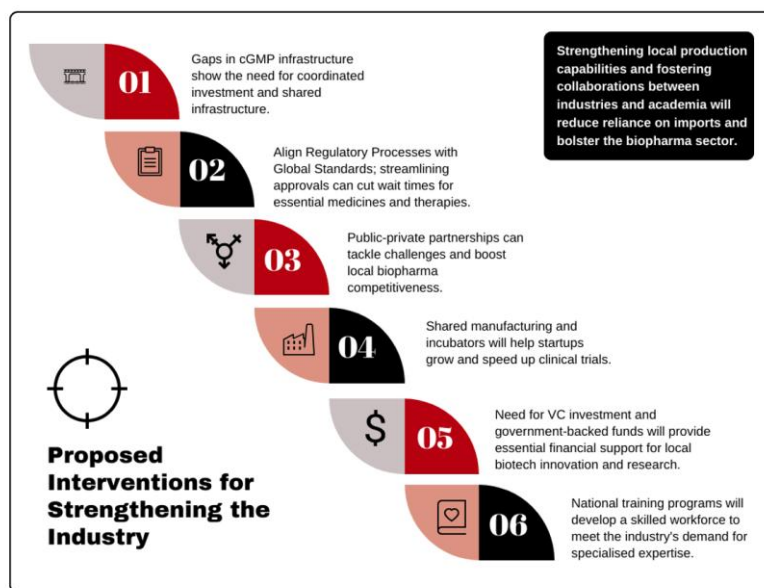 01
Gaps in cGMP infrastructure
show the need for coordinated
investment and shared
infrastructure.
Strengthening local production
capabilities and fostering
collaborations between
industries and academia will
reduce reliance on imports and
bolster the biopharma sector.
02
Align Regulatory Processes with
Global Standards; streamlining
approvals can cut wait times for
essential medicines and therapies.
03
Public-private partnerships can
tackle challenges and boost
local biopharma
competitiveness.
04
Shared manufacturing and
incubators will help startups
grow and speed up clinical trials.
$
05
Need for VC investment and
government-backed funds will provide
essential financial support for local
biotech innovation and research.
06
National training programs will
develop a skilled workforce to
meet the industry's demand for
specialised expertise.
Proposed
Interventions for
Strengthening the
Industry